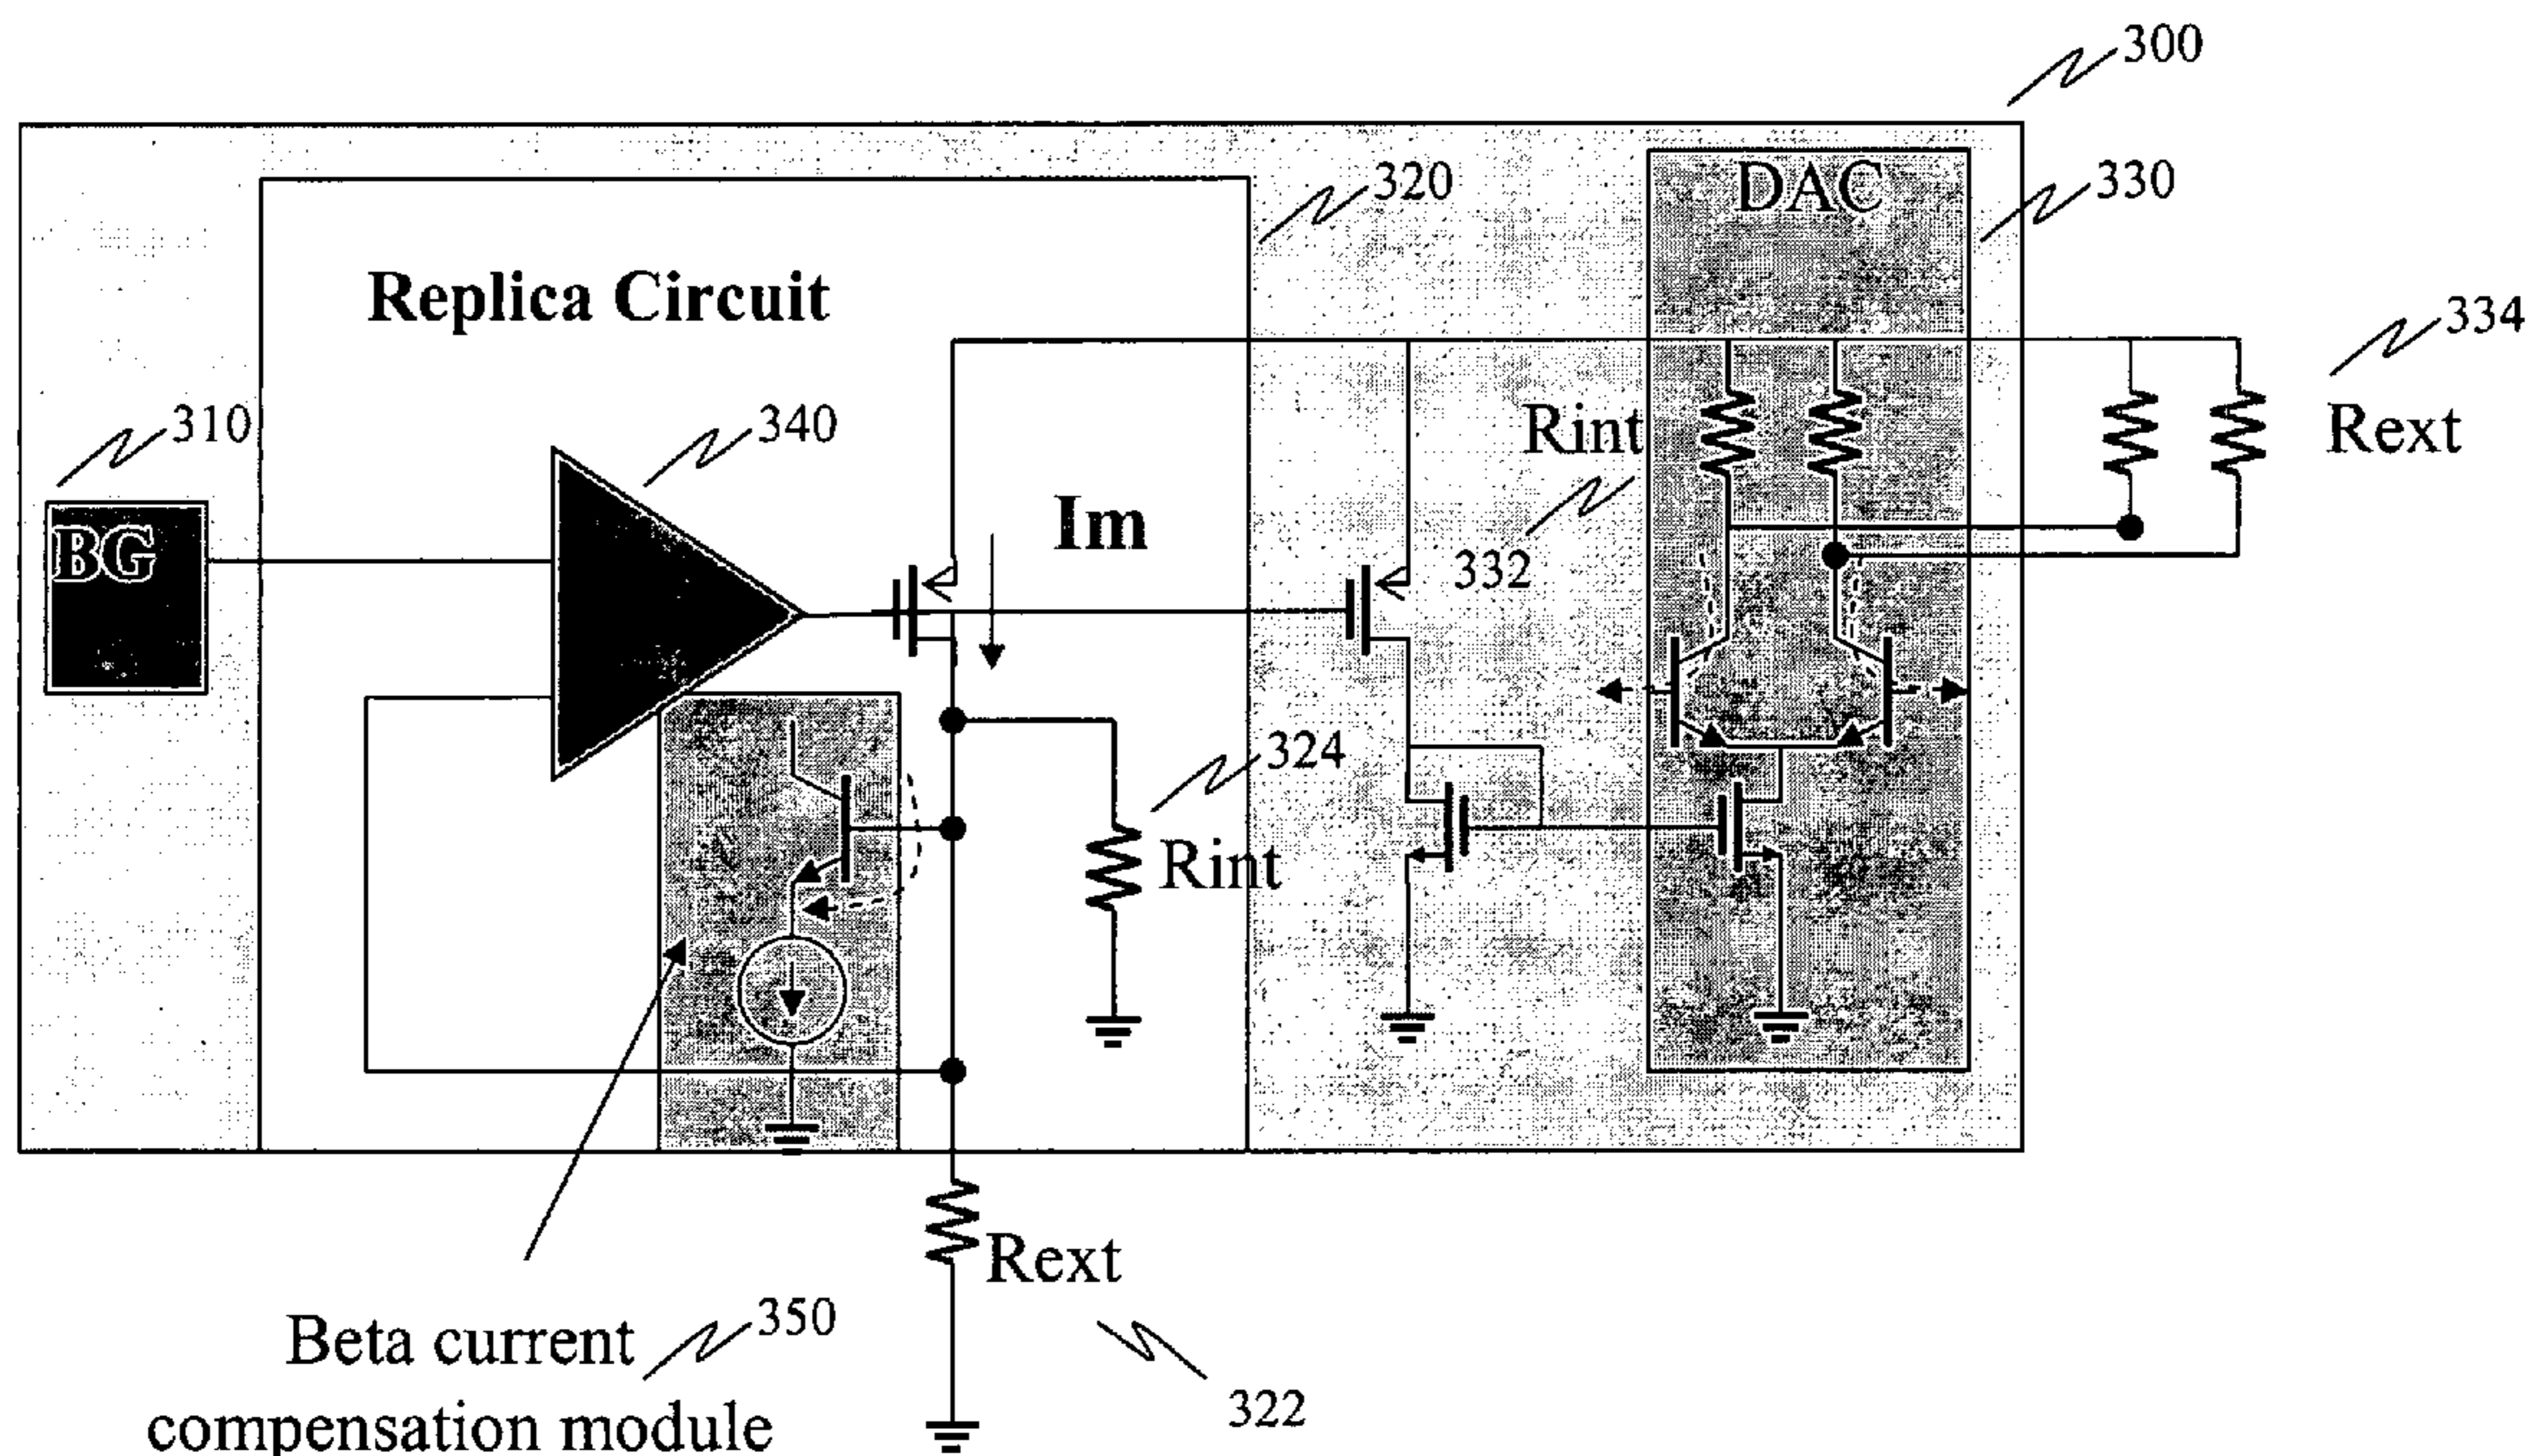 300
320
DAC
330
Replica Circuit
334
310
340
Rint
Rext
Im
BG
332
324
Rint
Rext
Beta current
350
compensation module
322